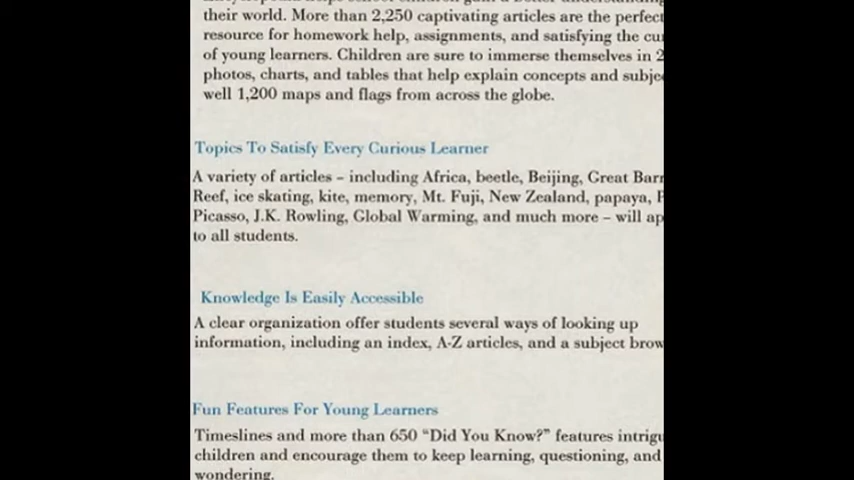 their world. More than 2,250 captivating articles are the perfect
resource for homework help, assignments, and satisfying the
of young learners. Children are sure to immerse themselves in
photos, charts, and tables that help explain concepts and
well 1,200 maps and flags from across the globe.
Topics To Satisfy Every Curious Learner
A variety of articles – including Africa, beetle, Beijing, Great
Reef, ice skating, kite, memory, Mt. Fuji, New Zealand, papaya,
Picasso, J.K. Rowling, Global Warming, and much more – will
to all students.
Knowledge Is Easily Accessible
A clear organization offer students several ways of looking up
information, including an index, A-Z articles, and a subject
Fun Features For Young Learners
Timeslines and more than 650 “Did You Know?” features
children and encourage them to keep learning, questioning, and
wondering.